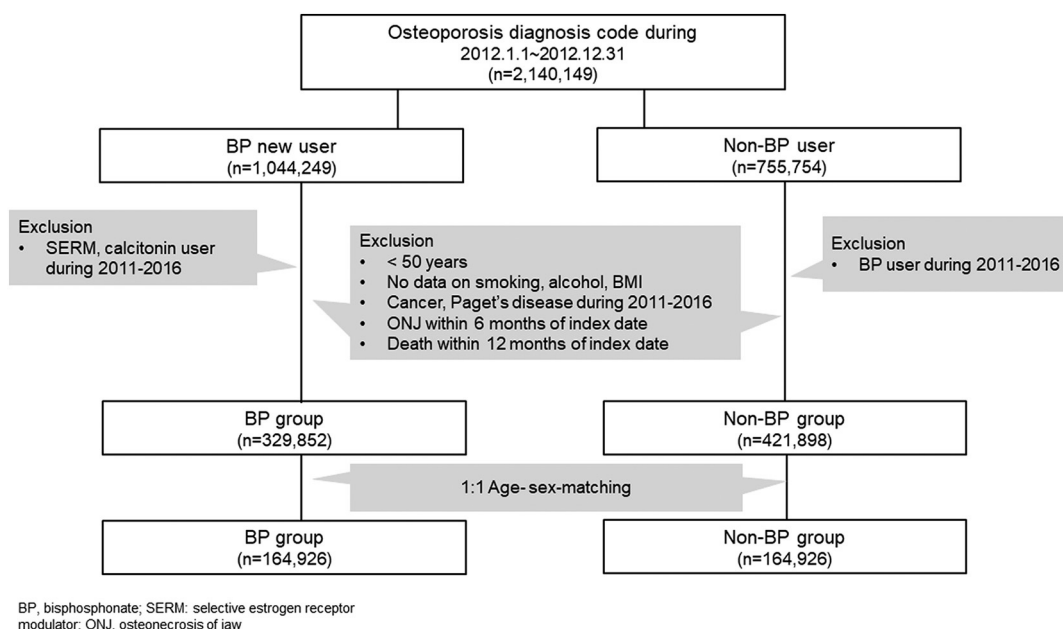 Osteoporosis diagnosis code during
2012.1.1~2012.12.31
(n=2,140,149)
BP new user
(n=1,044,249)
Non-BP user
(n=755,754)
Exclusion
• SERM, calcitonin user
during 2011-2016
Exclusion
• < 50 years
• No data on smoking, alcohol, BMI
• Cancer, Paget's disease during 2011-2016
• ONJ within 6 months of index date
• Death within 12 months of index date
Exclusion
• BP user during 2011-2016
BP group
(n=329,852)
Non-BP group
(n=421,898)
1:1 Age- sex-matching
BP group
(n=164,926)
Non-BP group
(n=164,926)
BP, bisphosphonate; SERM: selective estrogen receptor
modulator; ONJ, osteonecrosis of jaw